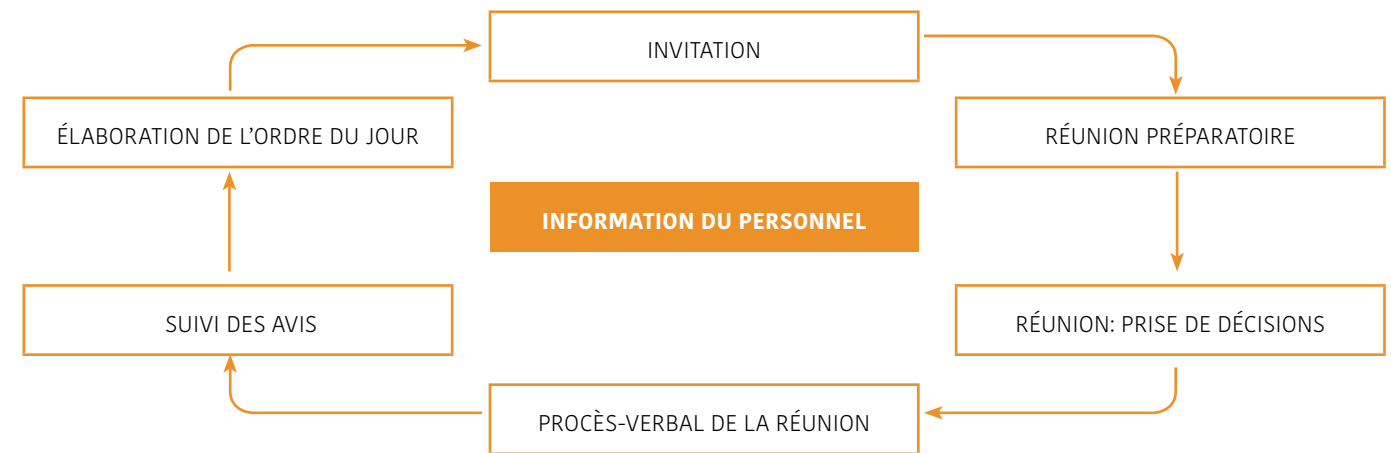 INVITATION
ÉLABORATION DE L’ORDRE DU JOUR
RÉUNION PRÉPARATOIRE
INFORMATION DU PERSONNEL
SUIVI DES AVIS
RÉUNION: PRISE DE DÉCISIONS
PROCÈS-VERBAL DE LA RÉUNION